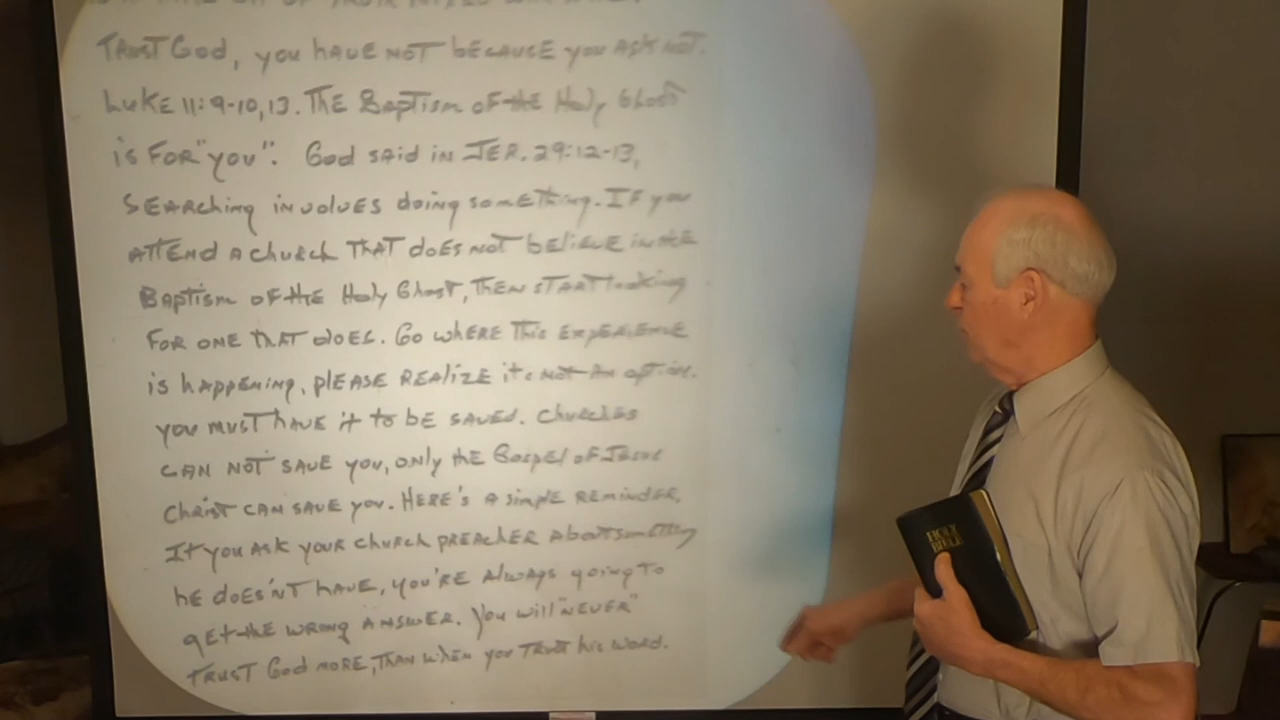 TRUST God, you HAVE NOT BECAUSE you ASK NOT.
LUKE 11:9-10,13. THE Baptism OF THE Holy Ghost
is FOR "you". God SAID in JER. 29:12-13,
SEARching INVOLVES doing somEthing. IF you
ATTEND A church THAT doES NOT bELIEVE in THE
Baptism OF THE Holy Ghost, THEN START looking
FOR ONE THAT DOES. Go WHERE This EXPERIENCE
is hAPPENING, PLEASE REALIZE it's NOT AN option.
you MUST HAVE it to bE SAVED. Churches
CAN NOT SAVE you, only the Gospel of Jesus
Christ CAN SAVE you. HERE'S A simplE REMINDER,
If you Ask your Church PREACHER About something
hE doES'NT HAVE, you'RE Always going To
gEt thE WRONG ANSWER. You will "NEVER"
TRUST God MORE, THAN WHEN you TRUST his WORD.
HOLY
BIBLE